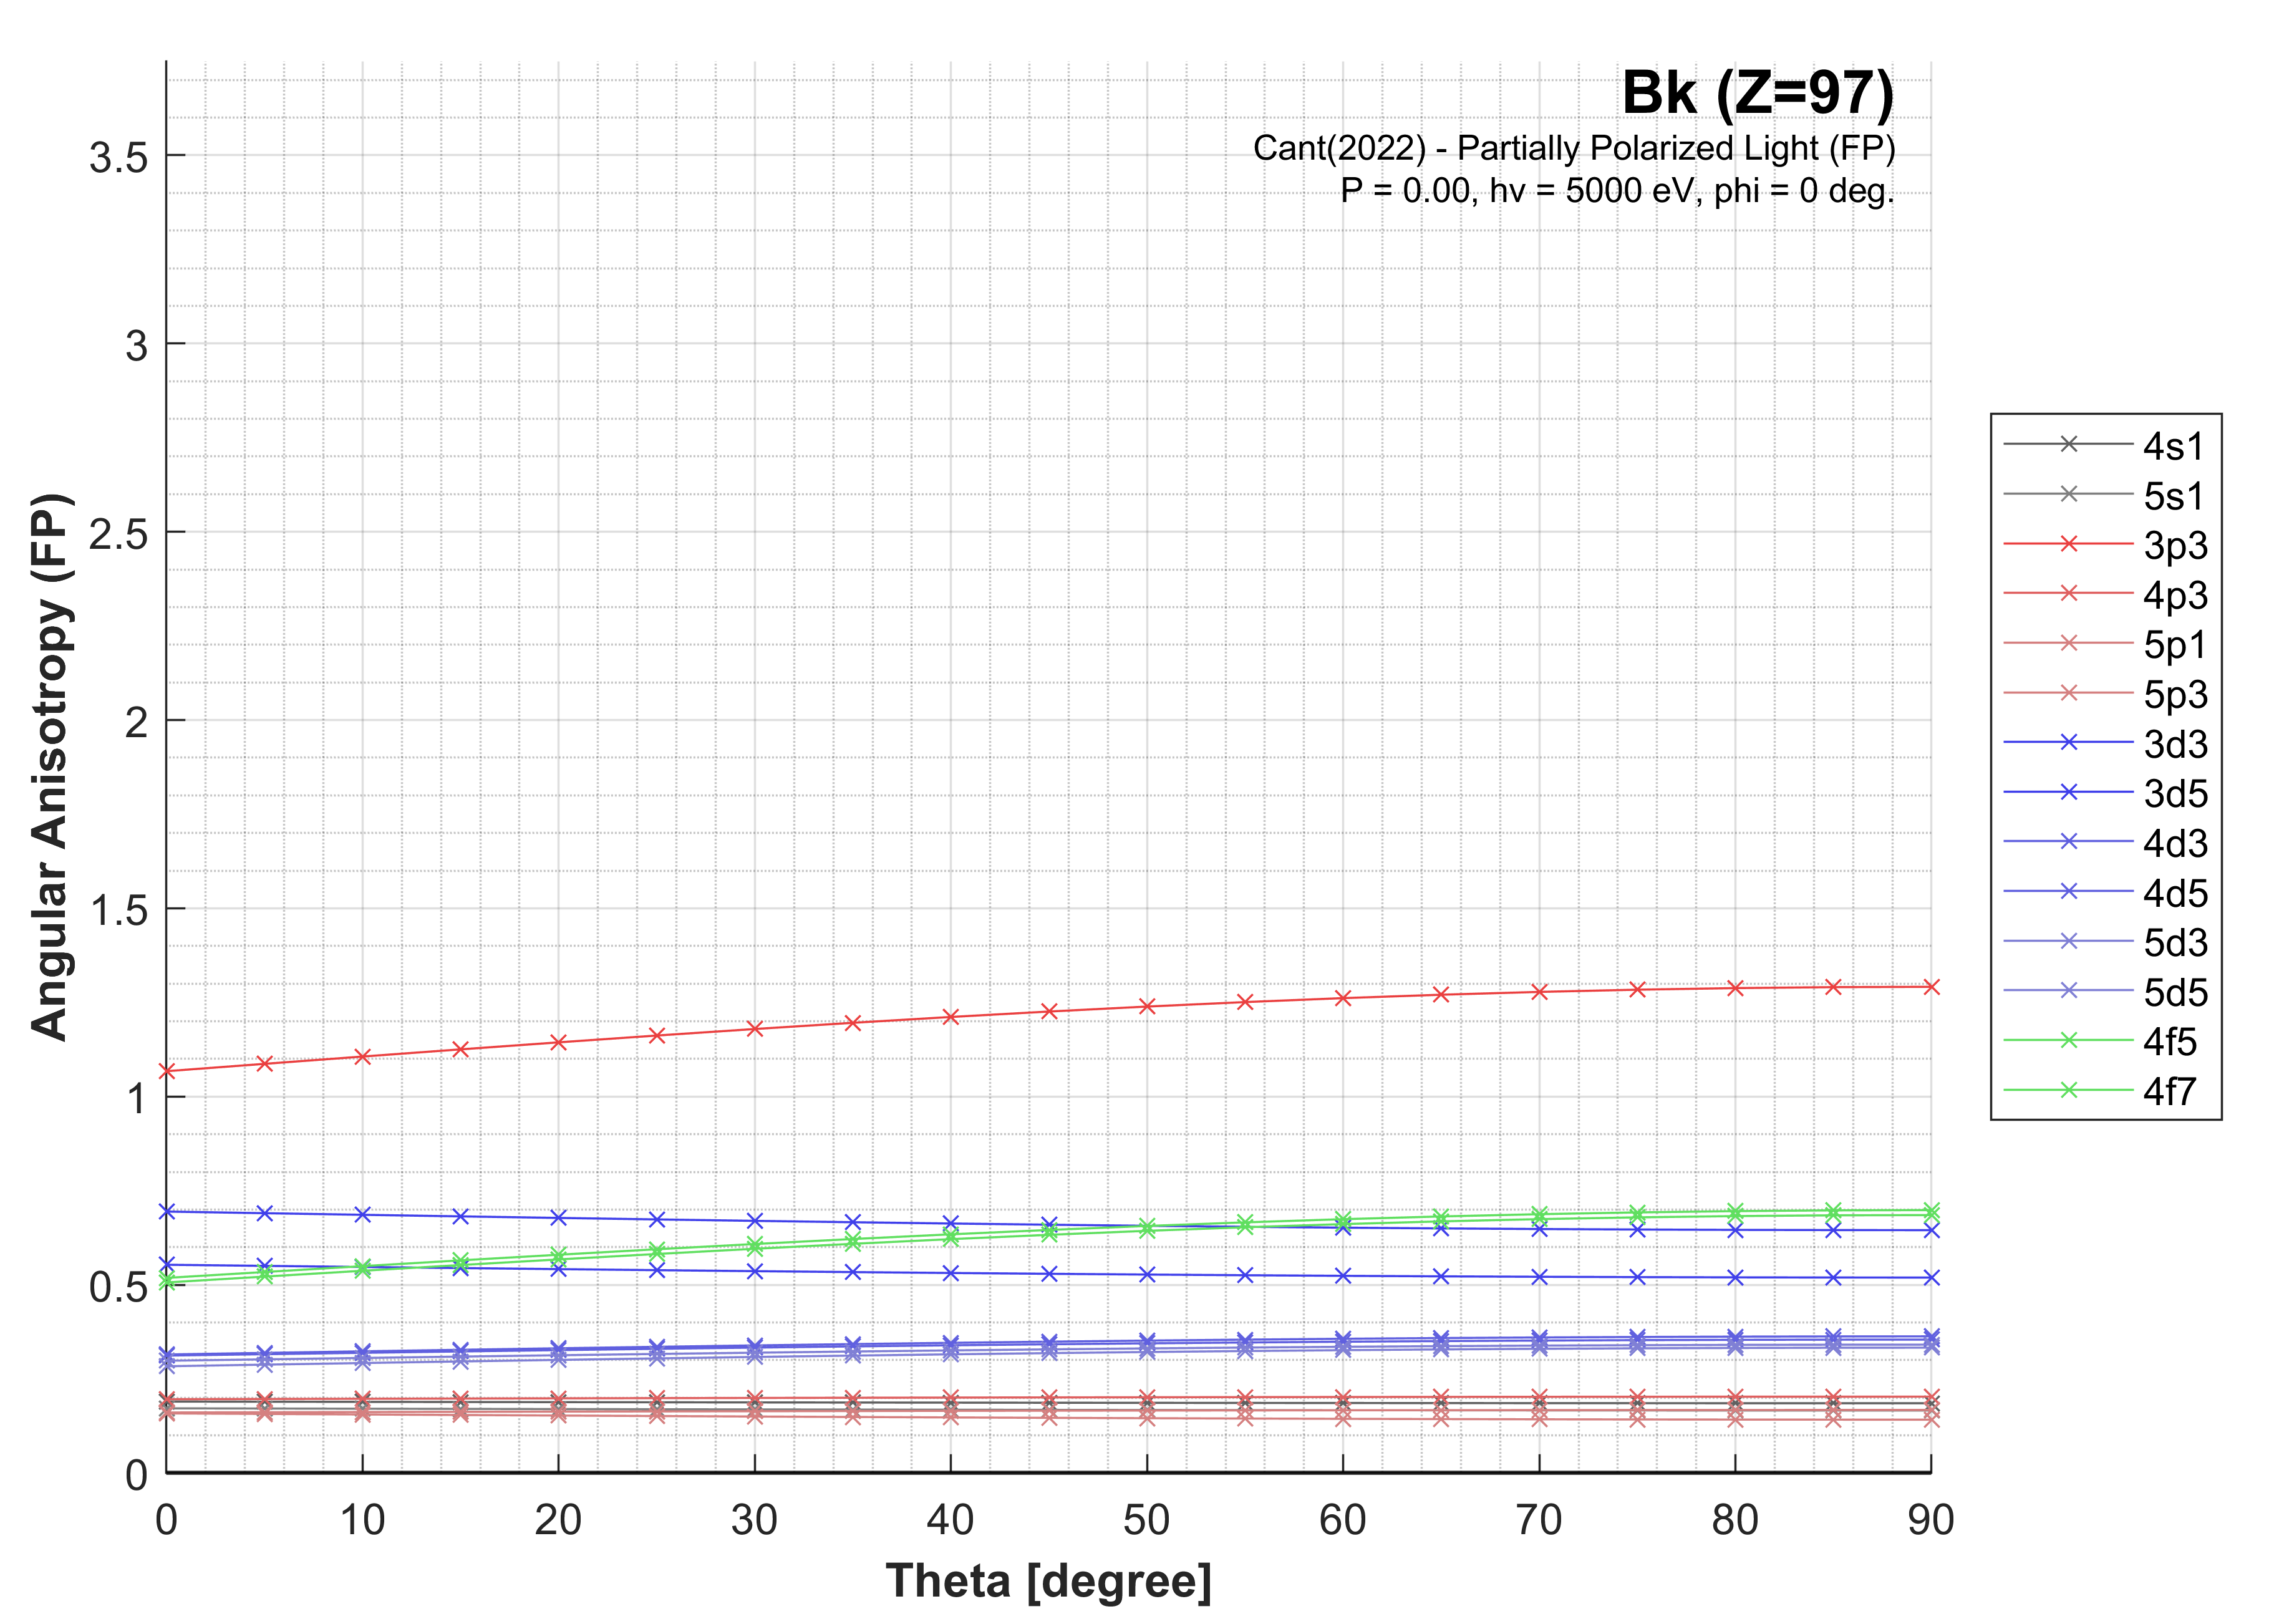 Bk (Z=97)
Cant(2022) - Partially Polarized Light (FP)
P = 0.00, hv = 5000 eV, phi = 0 deg.
Angular Anisotropy (FP)
3.5
3
2.5
2
1.5
1
0.5
0
0 10 20 30 40 50 60 70 80 90
Theta [degree]
4s1
5s1
3p3
4p3
5p1
5p3
3d3
3d5
4d3
4d5
5d3
5d5
4f5
4f7